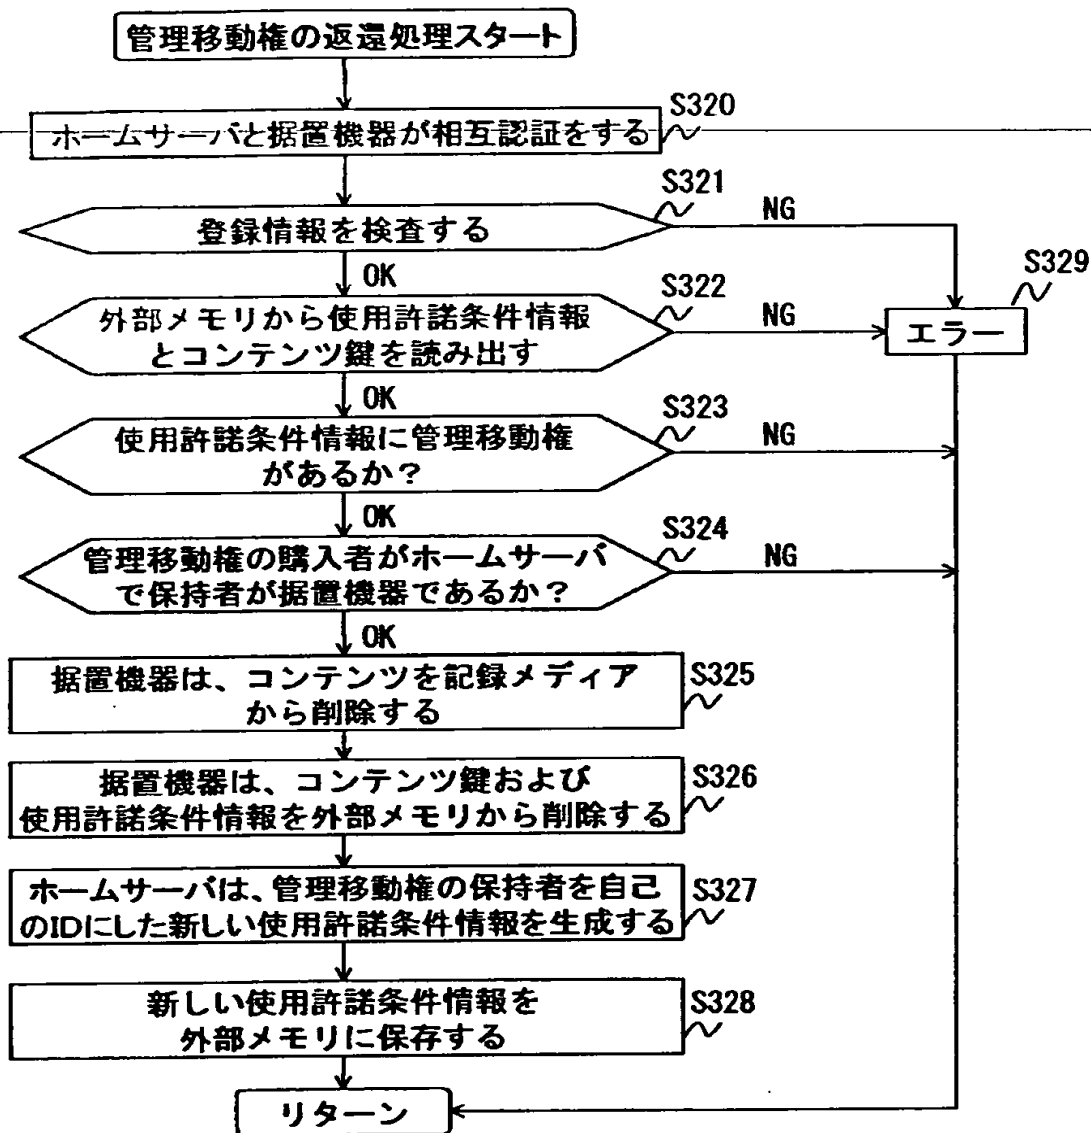 管理移動権の返還処理スタート
S320
ホームサーバと据置機器が相互認証をする
S321
登録情報を検査する
NG
OK
S322
外部メモリから使用許諾条件情報
とコンテンツ鍵を読み出す
NG
S329
エラー
OK
S323
使用許諾条件情報に管理移動権
があるか?
NG
OK
S324
管理移動権の購入者がホームサーバ
で保持者が据置機器であるか?
NG
OK
据置機器は、コンテンツを記録メディア
から削除する
S325
据置機器は、コンテンツ鍵および
使用許諾条件情報を外部メモリから削除する
S326
ホームサーバは、管理移動権の保持者を自己
のIDにした新しい使用許諾条件情報を生成する
S327
新しい使用許諾条件情報を
外部メモリに保存する
S328
リターン